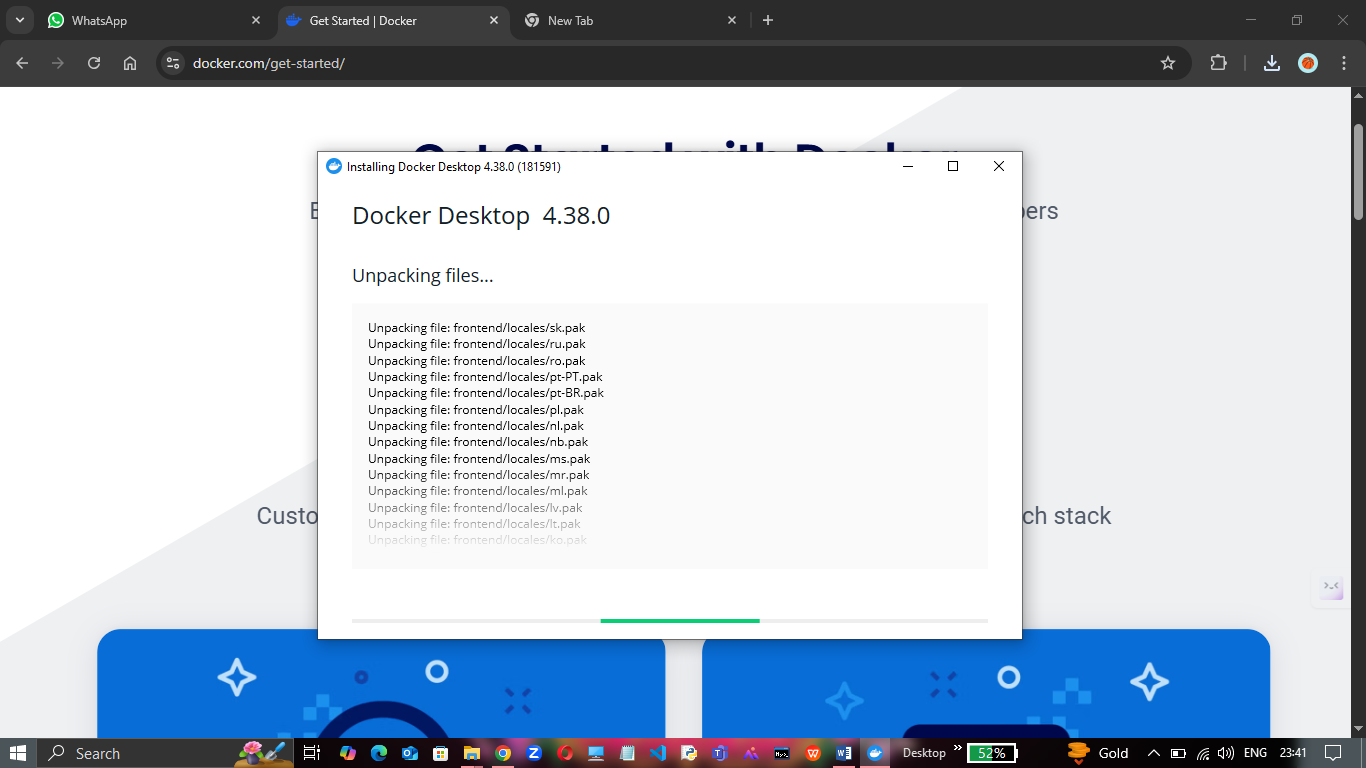 WhatsApp
Get Started | Docker
New Tab
docker.com/get-started/
Get Started with Docker
Installing Docker Desktop 4.38.0 (181591)
Docker Desktop 4.38.0
pers
Unpacking files...
Unpacking file: frontend/locales/sk.pak
Unpacking file: frontend/locales/ru.pak
Unpacking file: frontend/locales/ro.pak
Unpacking file: frontend/locales/pt-PT.pak
Unpacking file: frontend/locales/pt-BR.pak
Unpacking file: frontend/locales/pl.pak
Unpacking file: frontend/locales/nl.pak
Unpacking file: frontend/locales/nb.pak
Unpacking file: frontend/locales/ms.pak
Unpacking file: frontend/locales/mr.pak
Unpacking file: frontend/locales/ml.pak
Unpacking file: frontend/locales/lv.pak
Unpacking file: frontend/locales/lt.pak
Unpacking file: frontend/locales/ko.pak
Custo
ch stack
Search
Desktop
52%
Gold
ENG
23:41